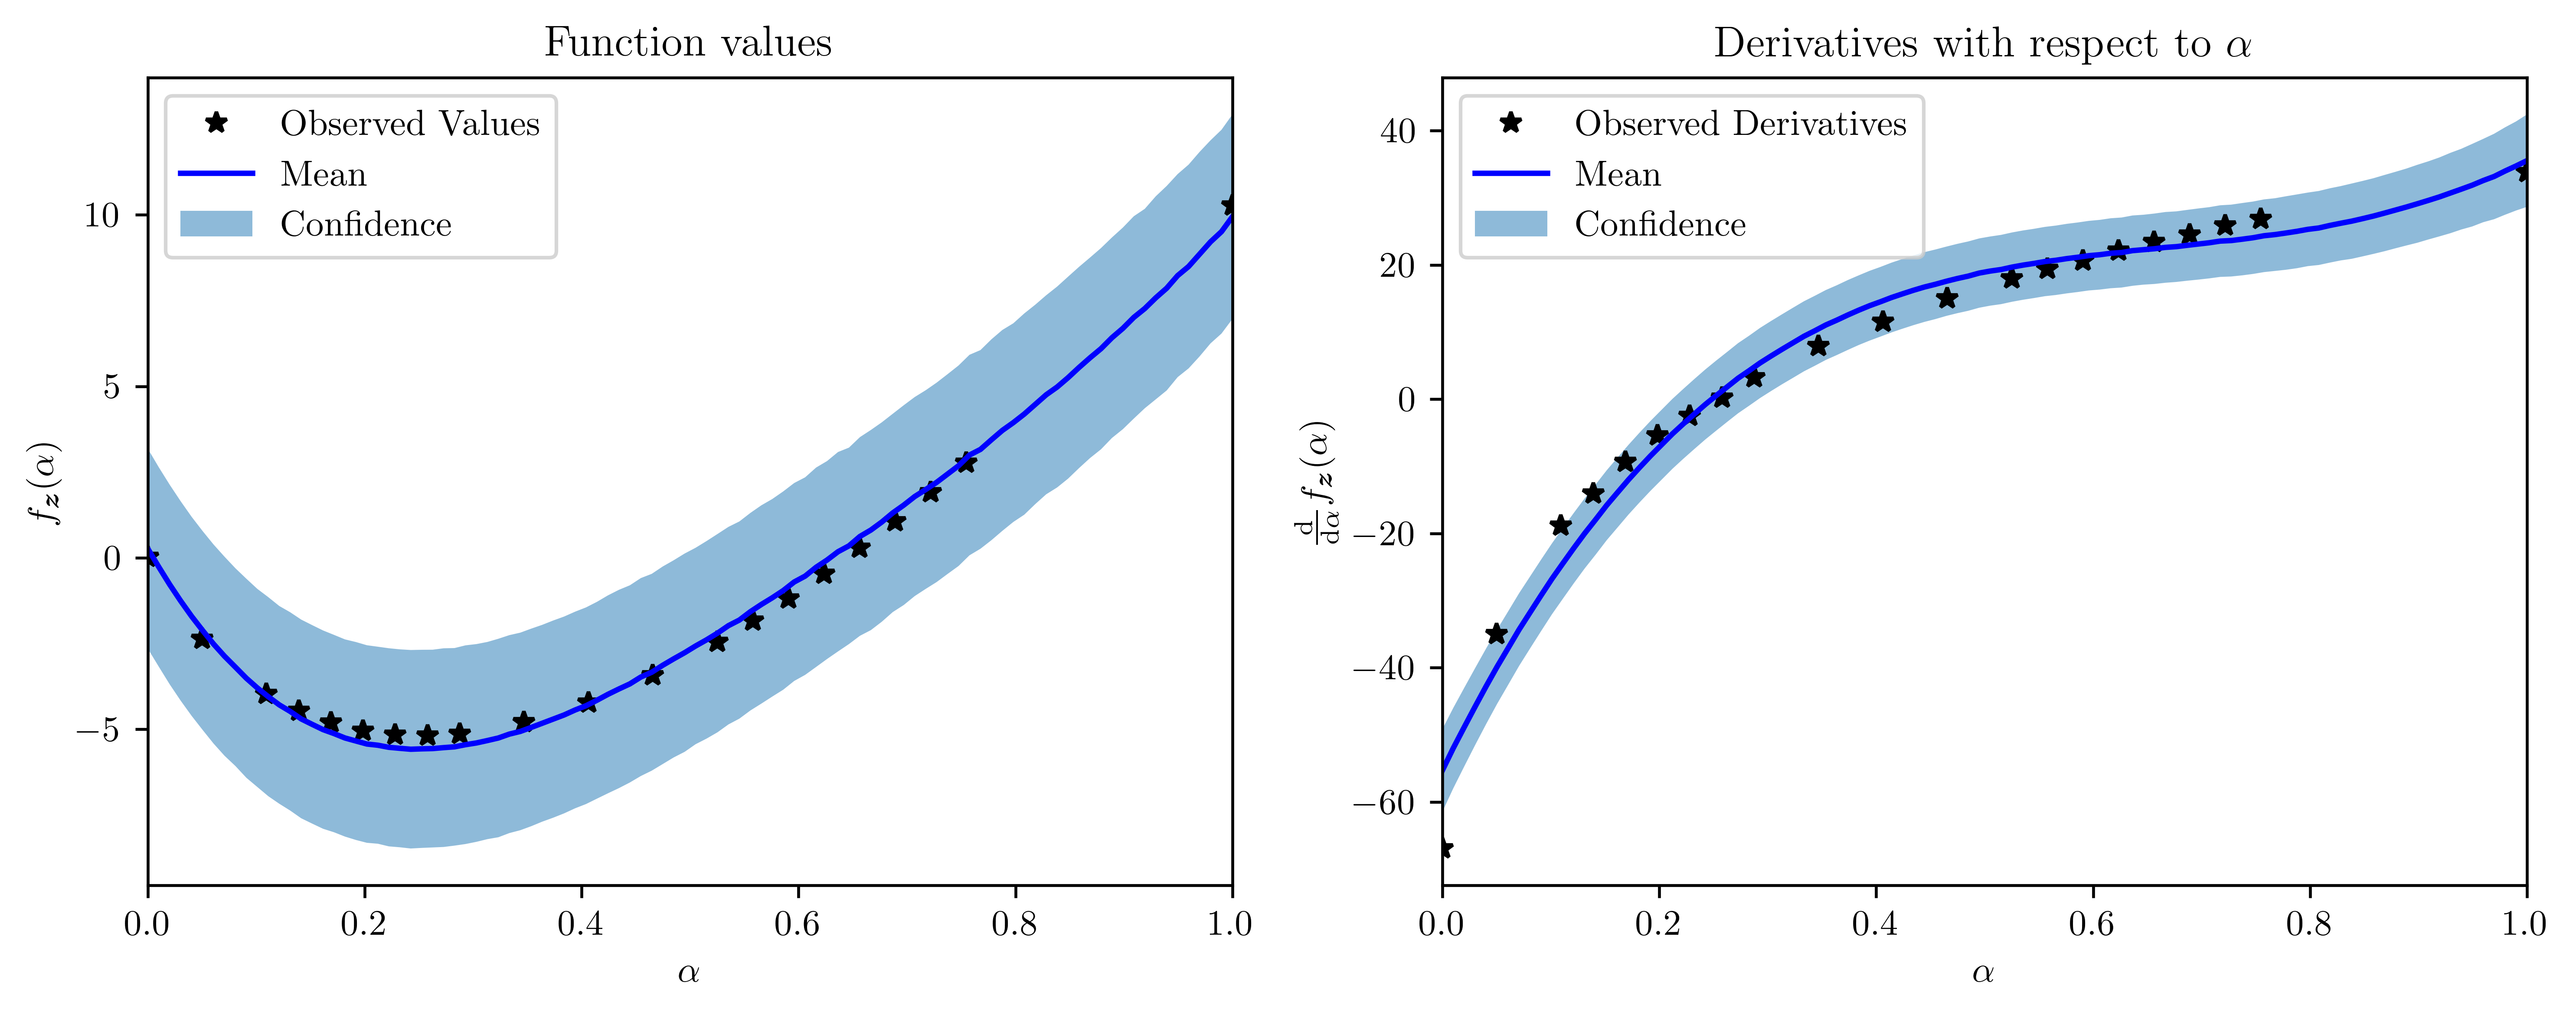 Function values
Observed Values
Mean
Confidence
10
5
0
−5
f_z(α)
0.0 0.2 0.4 0.6 0.8 1.0
α
Derivatives with respect to α
Observed Derivatives
Mean
Confidence
40
20
0
−20
−40
−60
d/dα f_z(α)
0.0 0.2 0.4 0.6 0.8 1.0
α